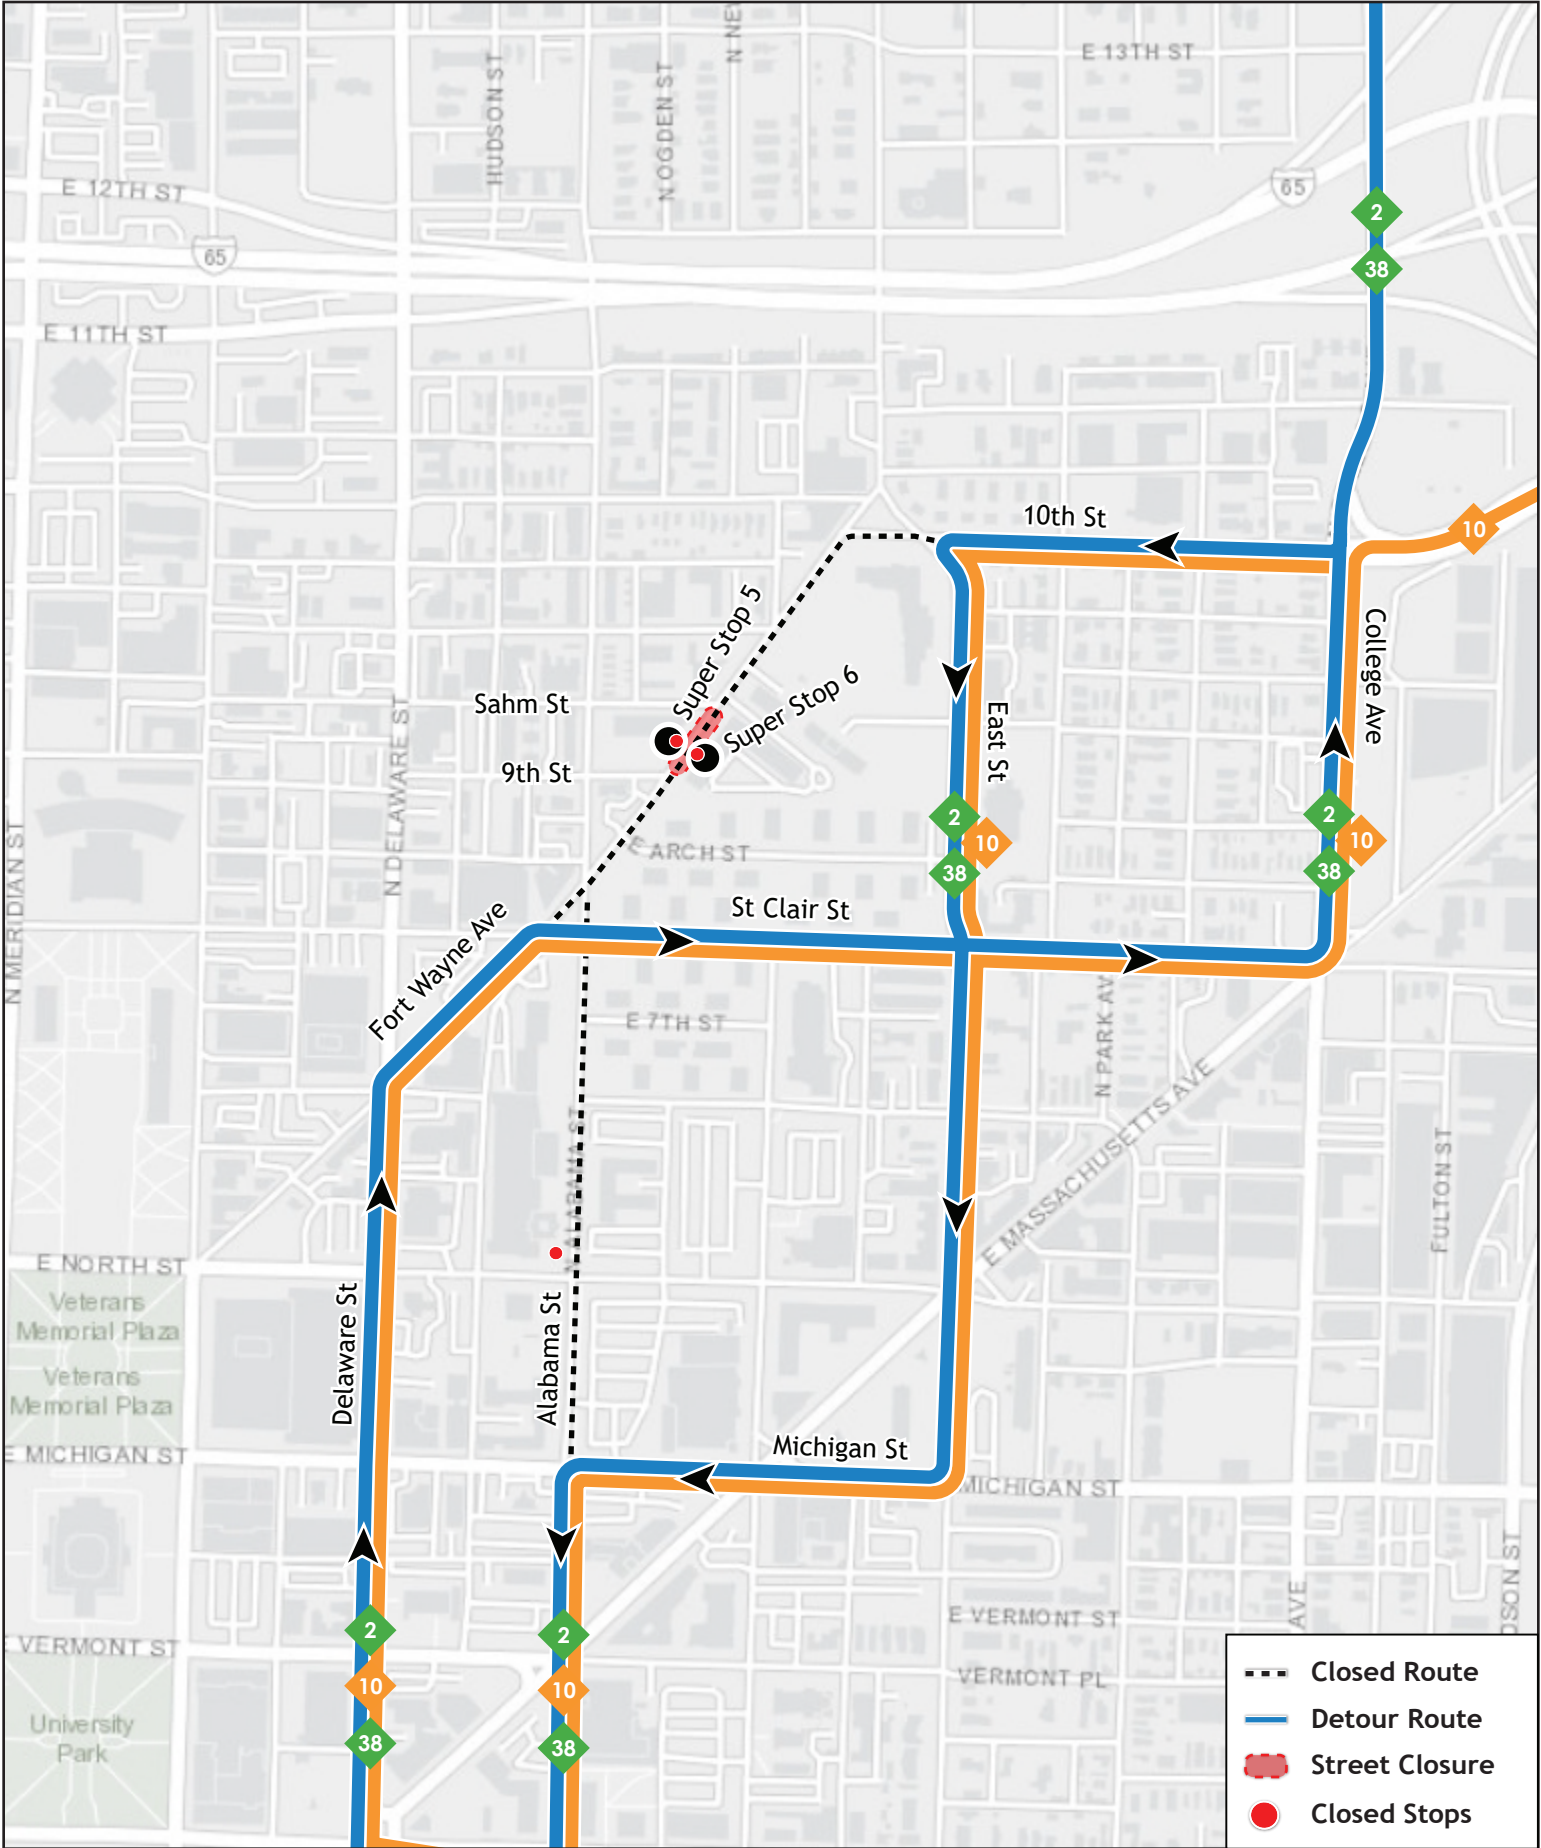 N NEW
E 13TH ST
HUDSON ST
N OGDEN ST
65
E 12TH ST
2
65
38
E 11TH ST
10th St
10
Super Stop 5
College Ave
Super Stop 6
Sahm St
East St
N DELAWARE ST
9th St
2
10
38
2
10
38
E ARCH ST
N MERIDIAN ST
St Clair St
Fort Wayne Ave
E 7TH ST
N PARK AV
E MASSACHUSETTS AVE
N ALABAMA ST
FULTON ST
E NORTH ST
Veterans
Memorial Plaza
Delaware St
Alabama St
Veterans
Memorial Plaza
Michigan St
E MICHIGAN ST
MICHIGAN ST
DSON ST
AVE
E VERMONT ST
2
2
VERMONT ST
VERMONT PL
10
10
University
Park
38
38
Closed Route
Detour Route
Street Closure
Closed Stops